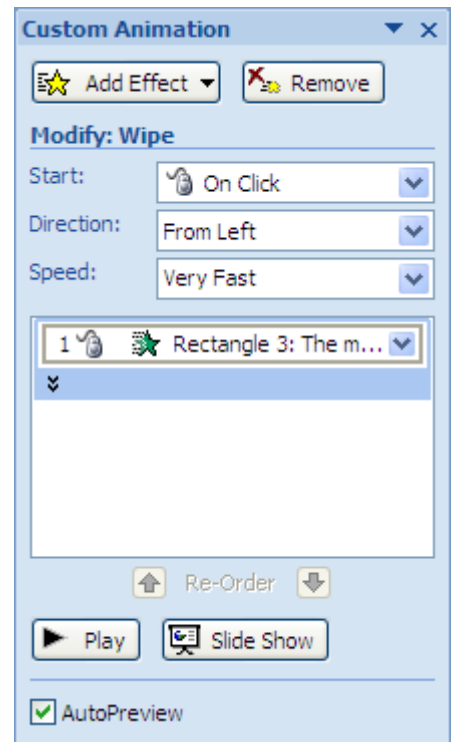 Custom Animation
Add Effect
Remove
Modify: Wipe
Start: On Click
Direction: From Left
Speed: Very Fast
1 Rectangle 3: The m...
Re-Order
Play Slide Show
AutoPreview